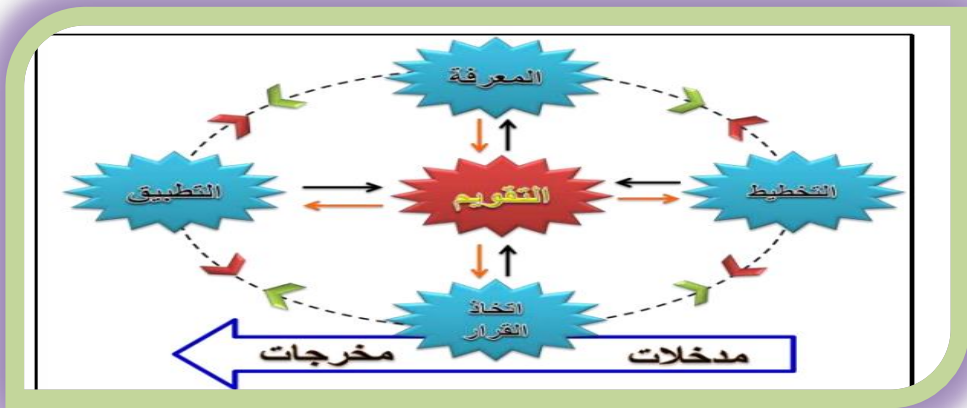 المعرفة
التخطيط
التقويم
التطبيق
اتخاذ
القرار
مدخلات
مخرجات